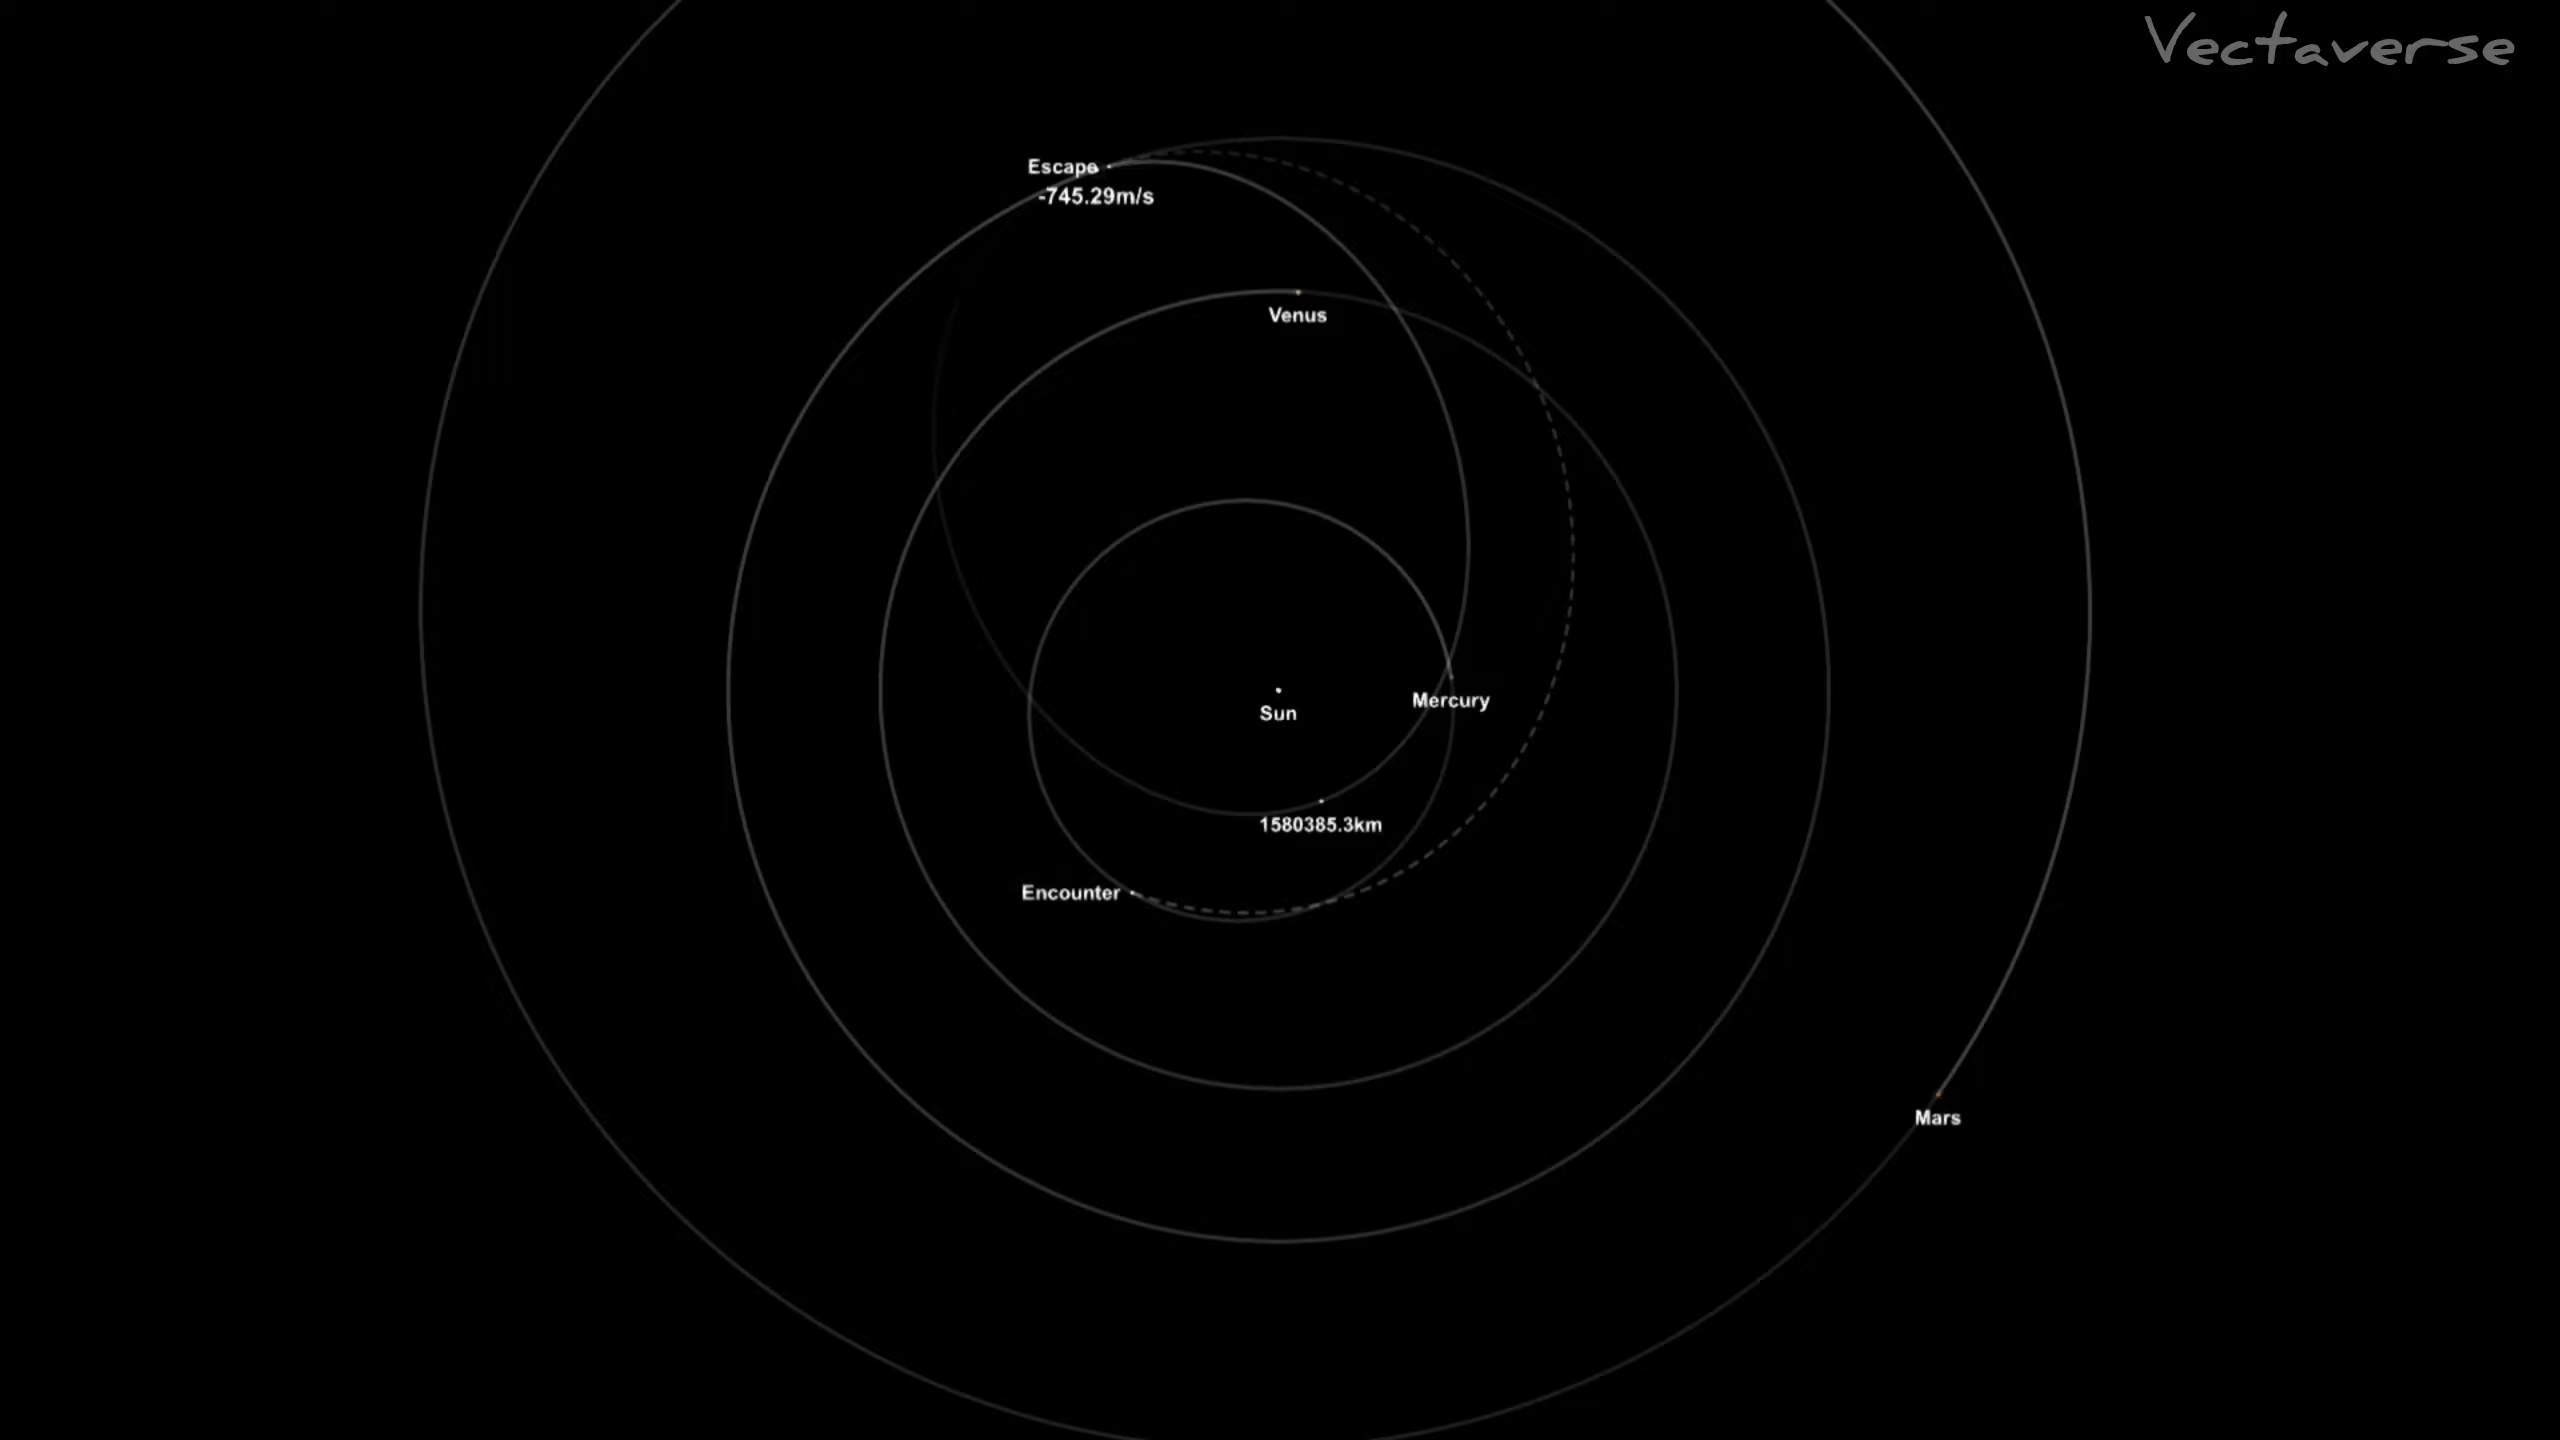 Vectaverse
Escape
-745.29m/s
Venus
Sun
Mercury
1580385.3km
Encounter
Mars